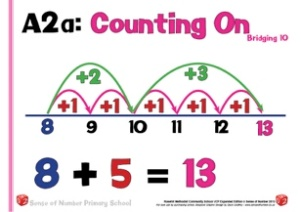 A2a: Counting On
Bridging 10
+2 +3
+1 +1 +1 +1 +1
8 9 10 11 12 13
8 + 5 = 13
Sense of Number Primary School